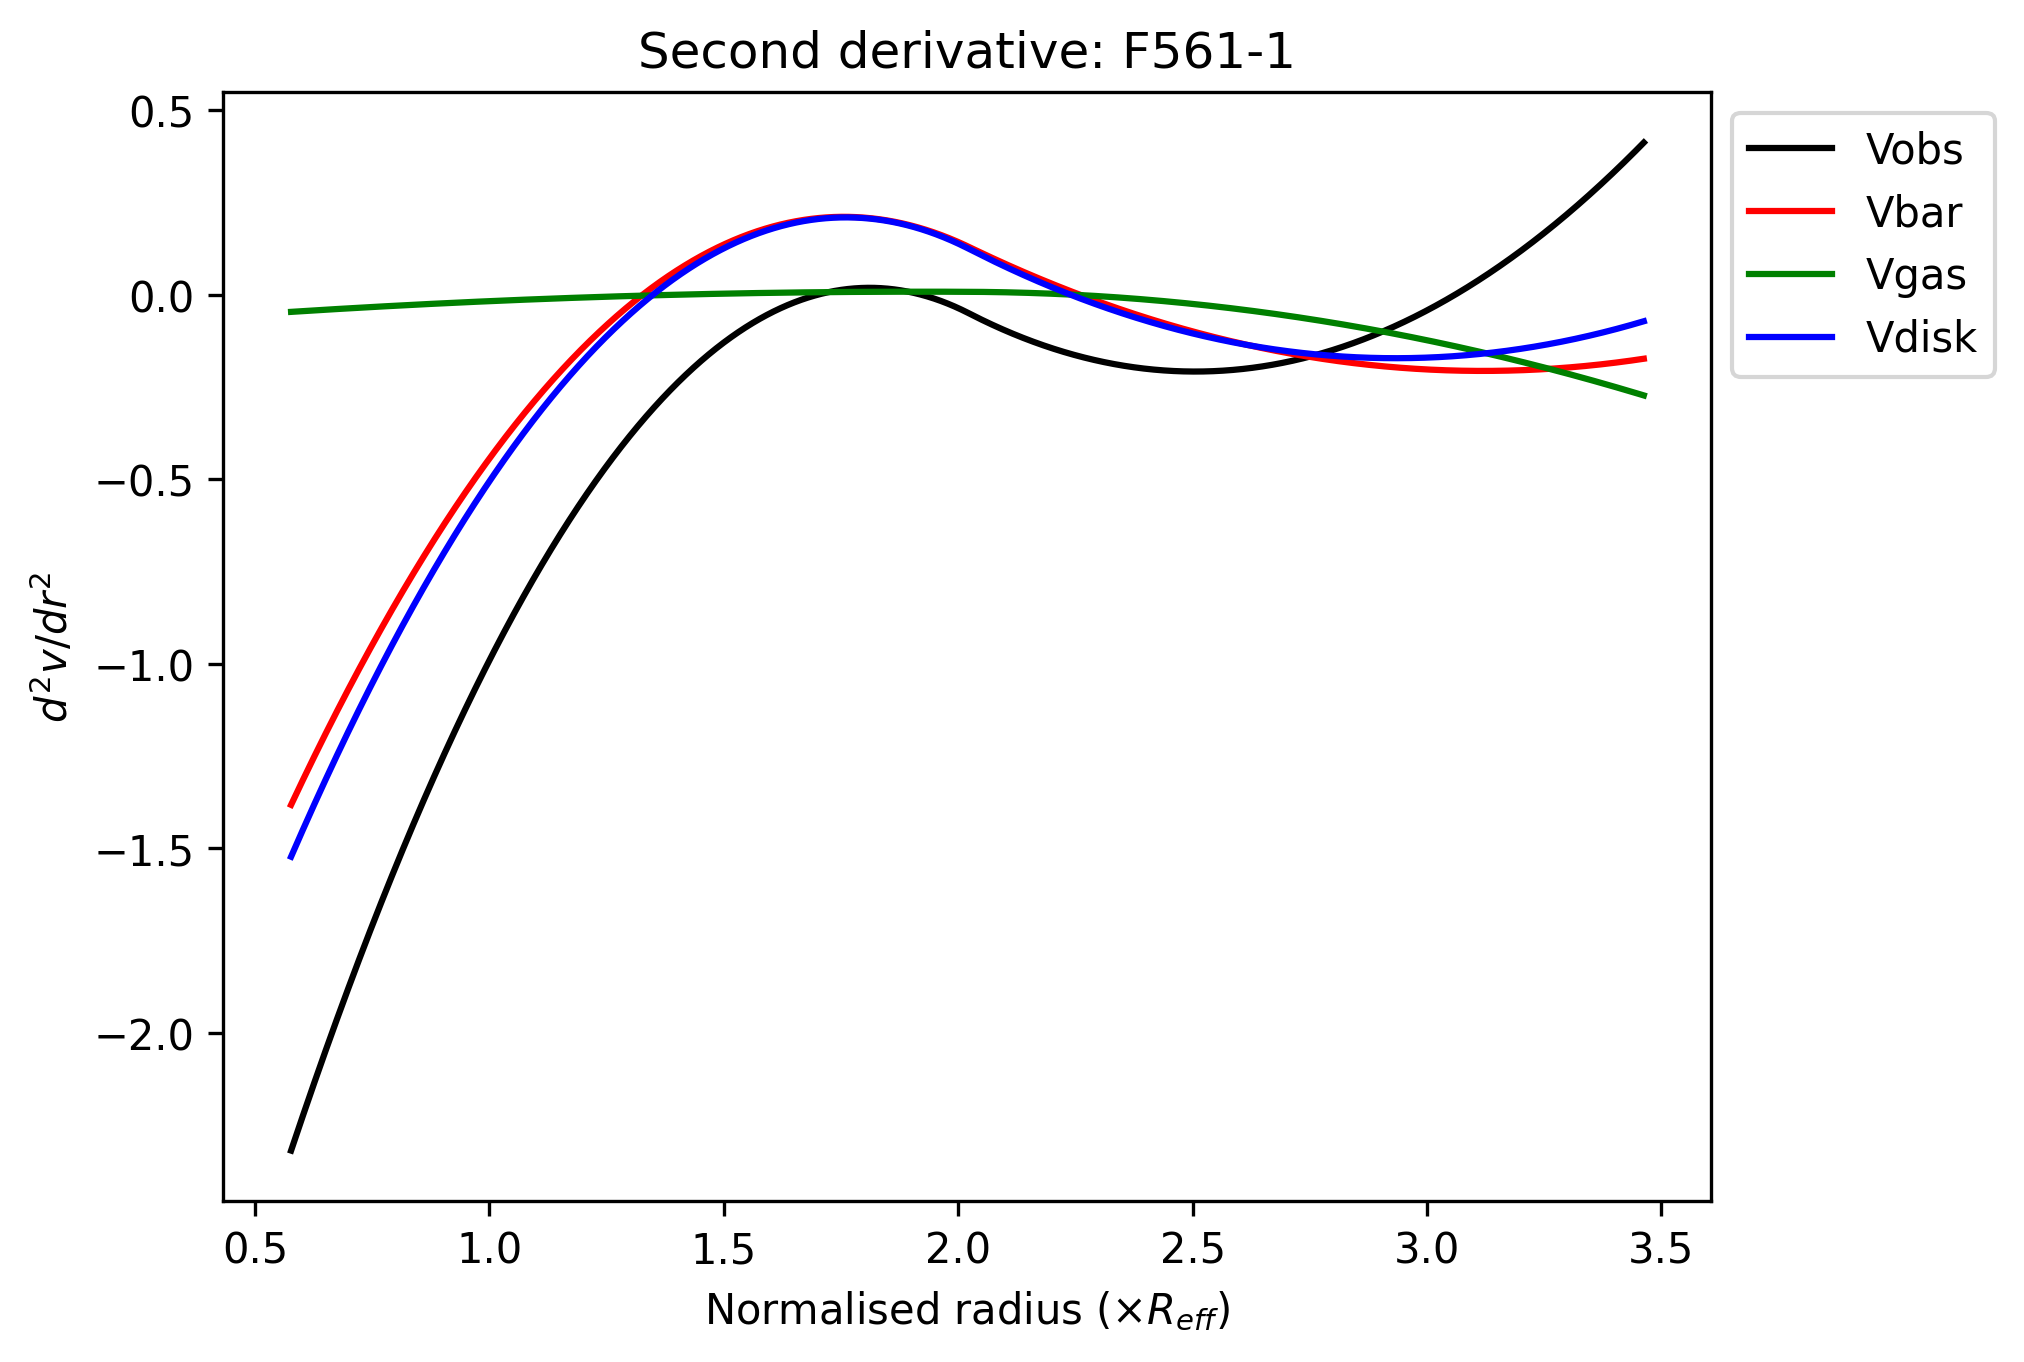 Second derivative: F561-1
0.5
0.0
−0.5
−1.0
−1.5
−2.0
d²v/dr²
0.5 1.0 1.5 2.0 2.5 3.0 3.5
Normalised radius (×R_eff)
Vobs
Vbar
Vgas
Vdisk